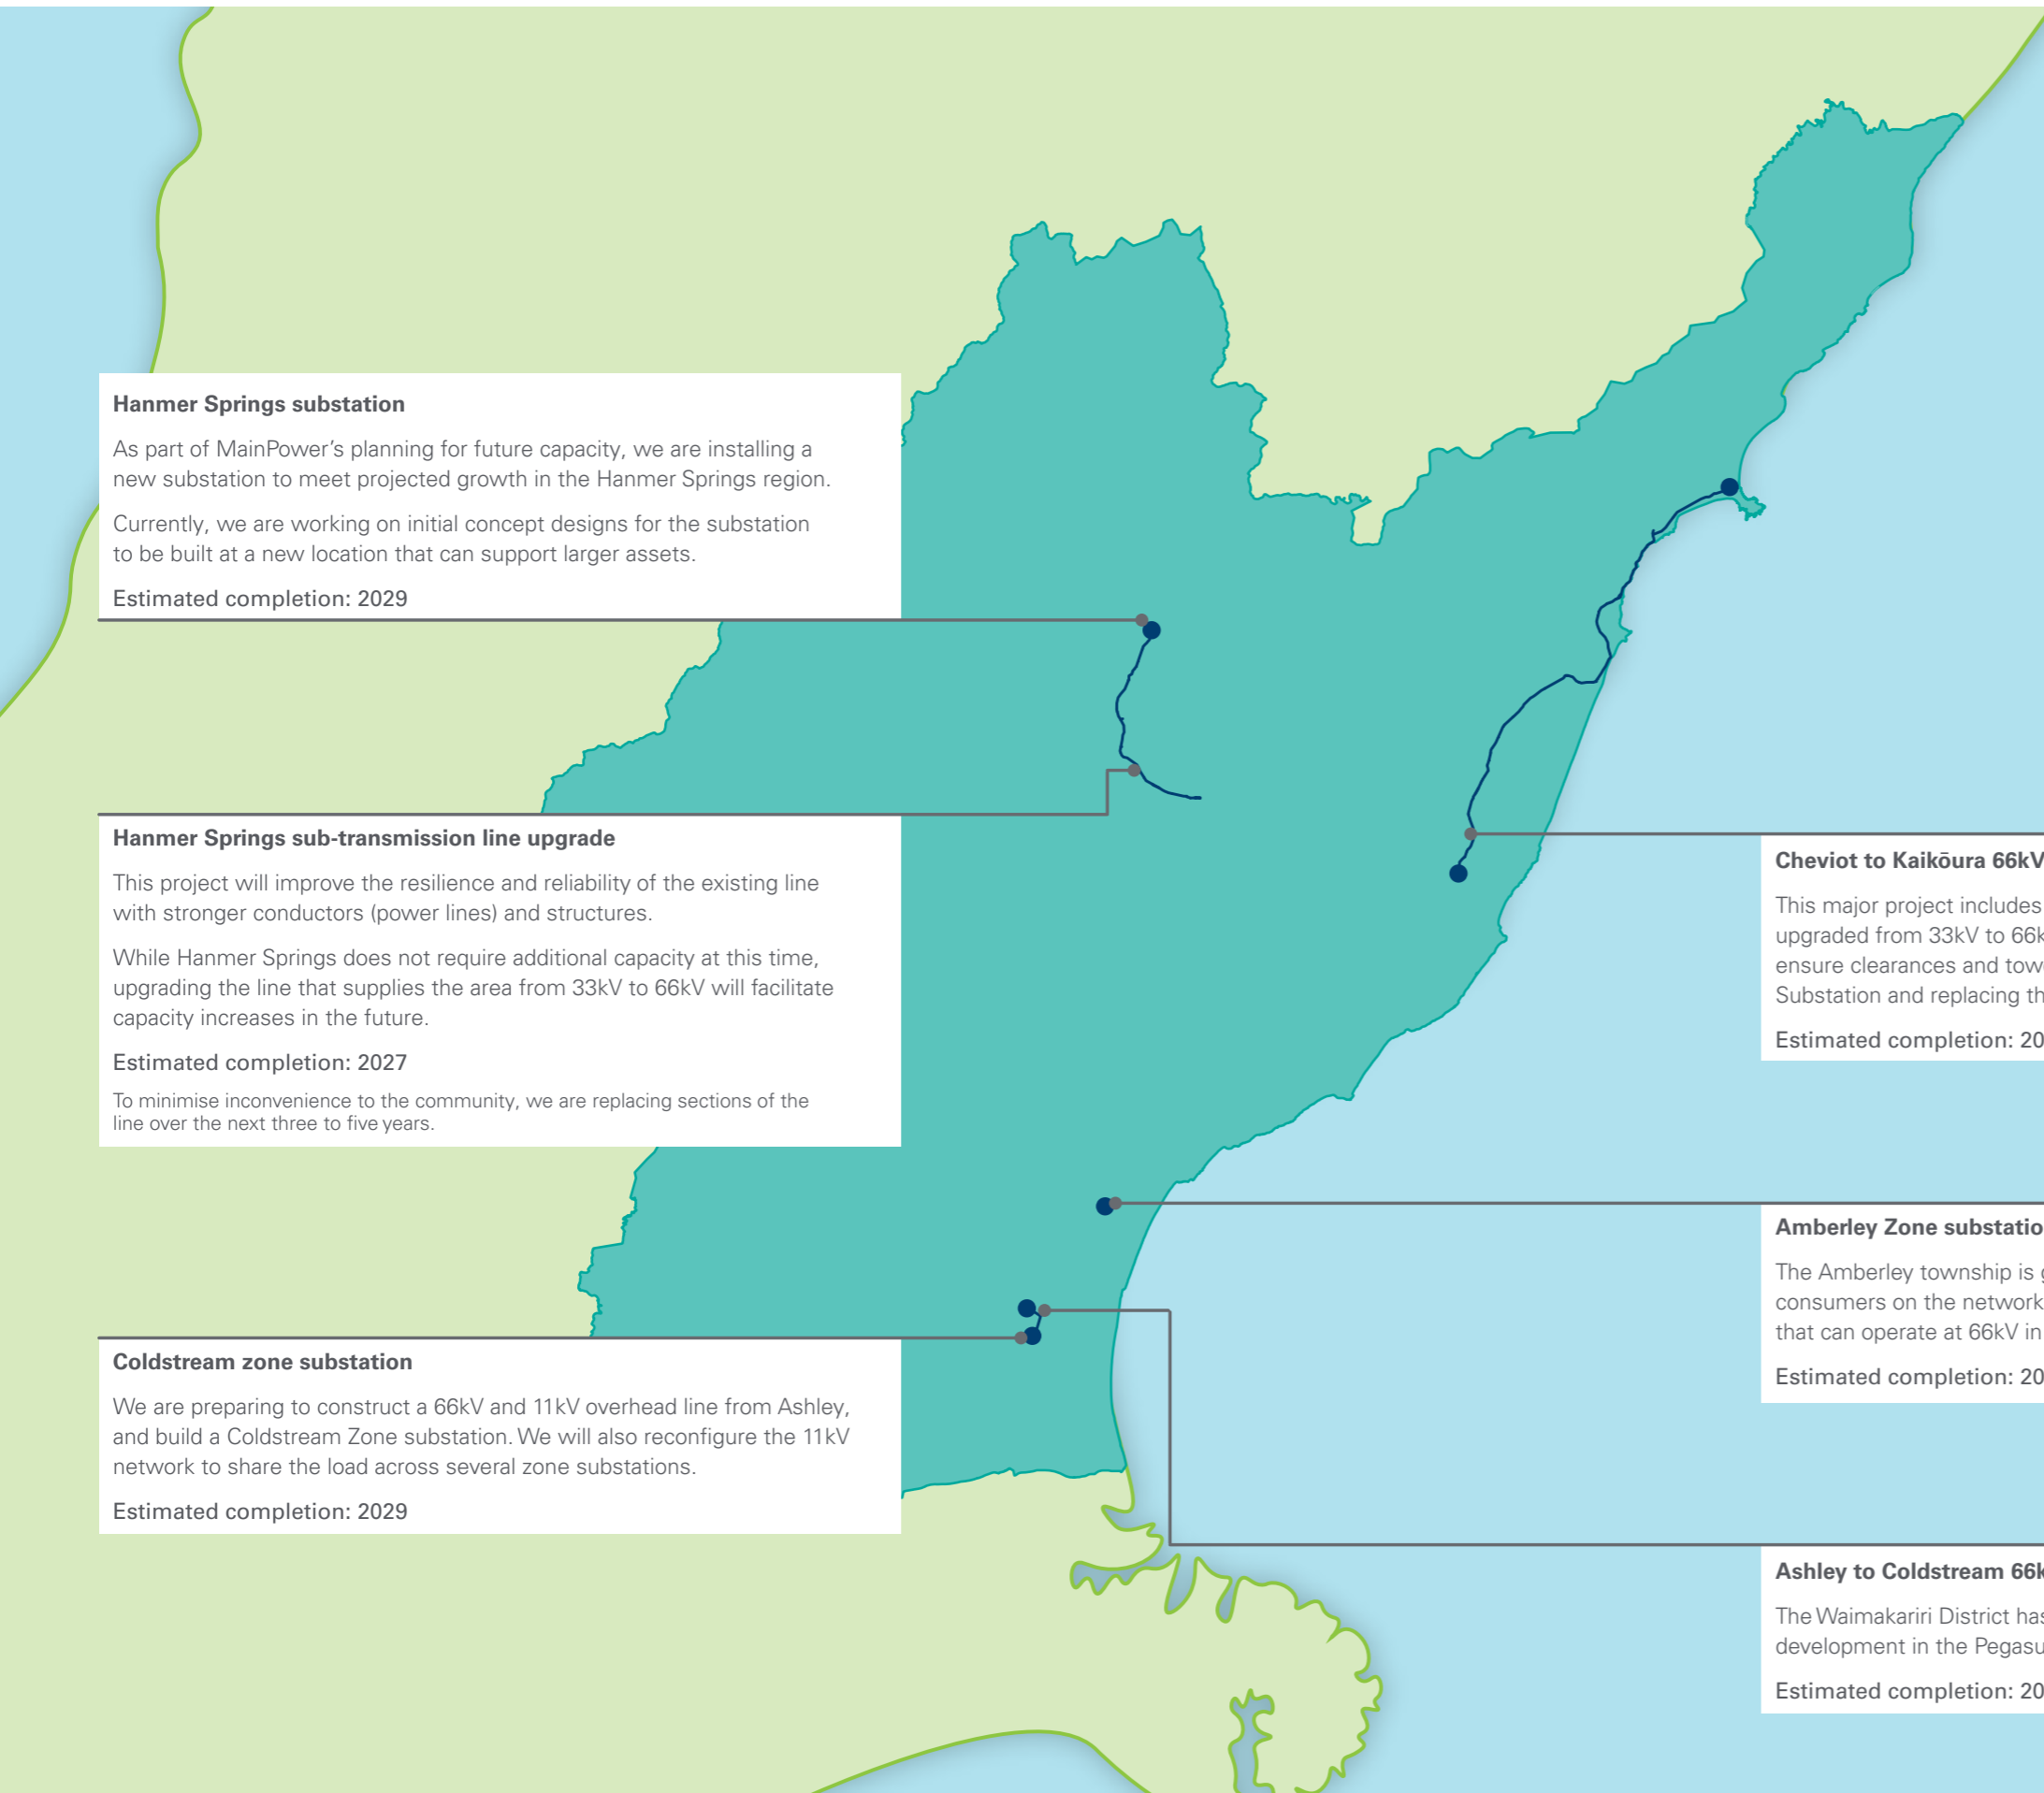 Hanmer Springs substation
As part of MainPower's planning for future capacity, we are installing a
new substation to meet projected growth in the Hanmer Springs region.
Currently, we are working on initial concept designs for the substation
to be built at a new location that can support larger assets.
Estimated completion: 2029
Hanmer Springs sub-transmission line upgrade
This project will improve the resilience and reliability of the existing line
with stronger conductors (power lines) and structures.
While Hanmer Springs does not require additional capacity at this time,
upgrading the line that supplies the area from 33kV to 66kV will facilitate
capacity increases in the future.
Estimated completion: 2027
To minimise inconvenience to the community, we are replacing sections of the
line over the next three to five years.
Coldstream zone substation
We are preparing to construct a 66kV and 11kV overhead line from Ashley,
and build a Coldstream Zone substation. We will also reconfigure the 11kV
network to share the load across several zone substations.
Estimated completion: 2029
Cheviot to Kaikōura 66kV
This major project includes
upgraded from 33kV to
ensure clearances and
Substation and replacing
Estimated completion:
Amberley Zone
The Amberley township is
consumers on the network
that can operate at 66kV in
Estimated completion:
Ashley to Coldstream
The Waimakariri District
development in the
Estimated completion: